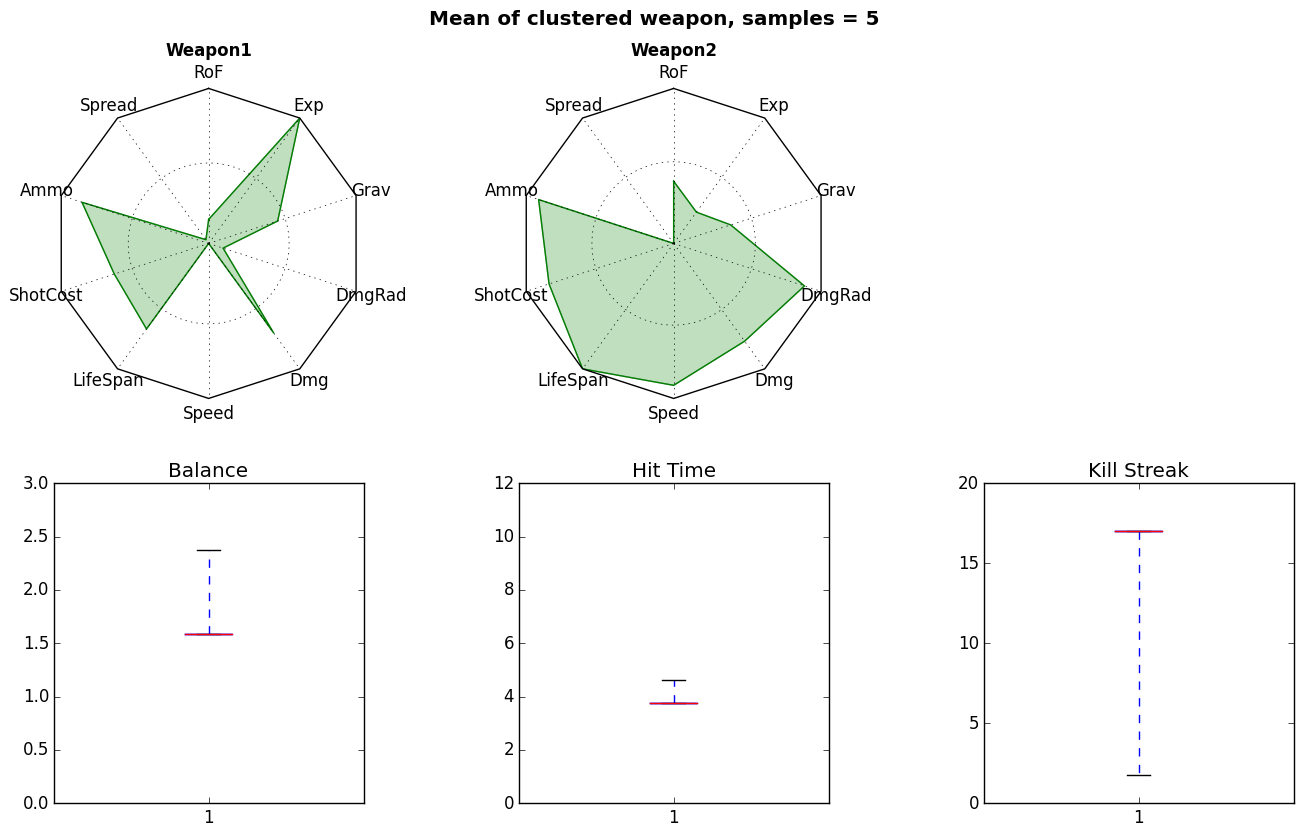 Mean of clustered weapon, samples = 5
Weapon1
RoF
Spread
Exp
Ammo
Grav
ShotCost
DmgRad
LifeSpan
Dmg
Speed
Weapon2
RoF
Spread
Exp
Ammo
Grav
ShotCost
DmgRad
LifeSpan
Dmg
Speed
Balance
3.0
2.5
2.0
1.5
1.0
0.5
0.0
1
Hit Time
12
10
8
6
4
2
0
1
Kill Streak
20
15
10
5
0
1